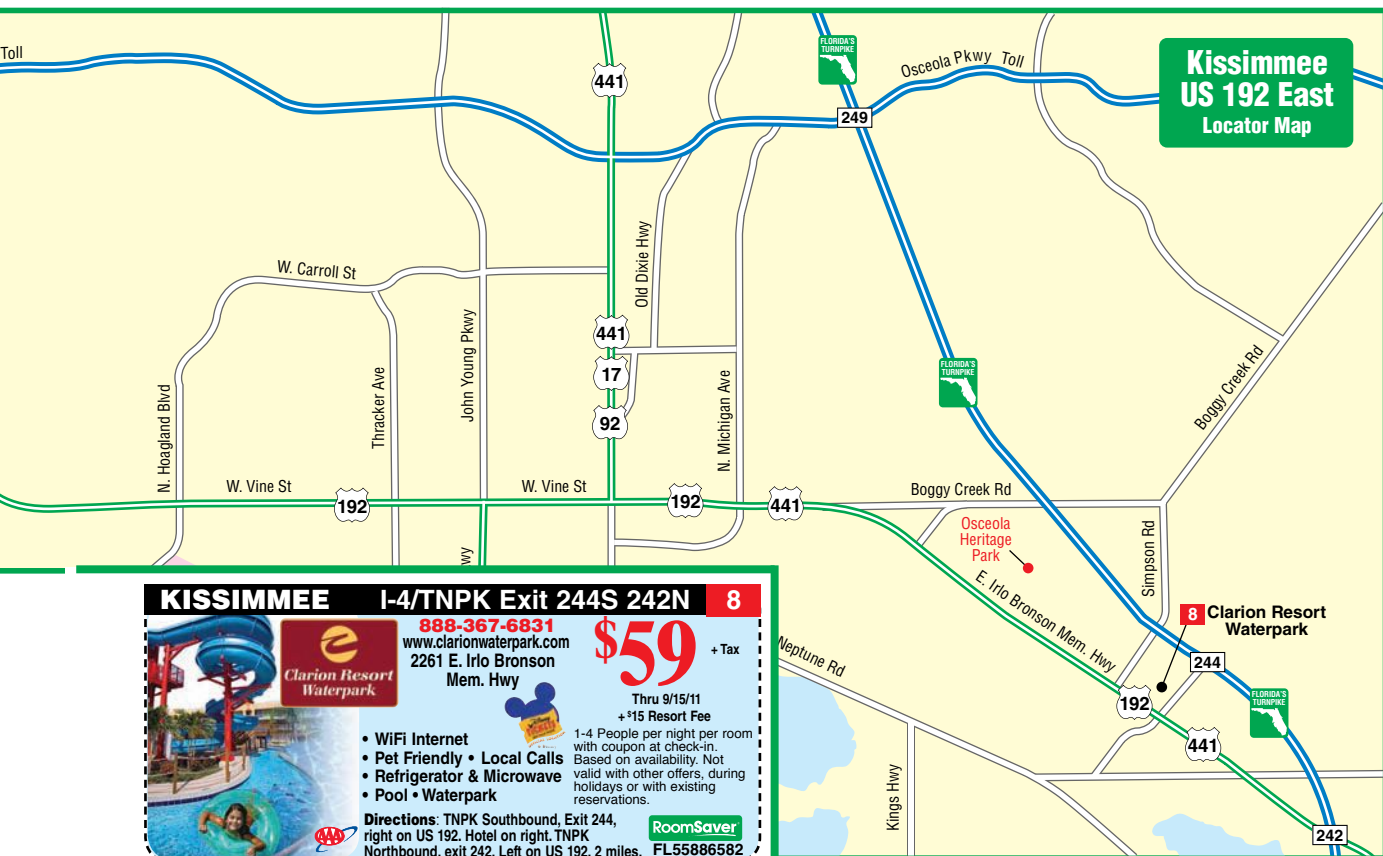 Toll
441
FLORIDA'S
TURNPIKE
Osceola Pkwy Toll
Kissimmee
US 192 East
Locator Map
249
Old Dixie Hwy
W. Carroll St
John Young Pkwy
441
17
92
Thracker Ave
N. Hoagland Blvd
N. Michigan Ave
FLORIDA'S
TURNPIKE
Boggy Creek Rd
W. Vine St
192
W. Vine St
192
441
Boggy Creek Rd
Osceola
Heritage
Park
Simpson Rd
E. Irlo Bronson Mem. Hwy
8 Clarion Resort
Waterpark
244
192
FLORIDA'S
TURNPIKE
441
Neptune Rd
Kings Hwy
242
wy
KISSIMMEE I-4/TNPK Exit 244S 242N 8
888-367-6831
www.clarionwaterpark.com
2261 E. Irlo Bronson
Mem. Hwy
Clarion Resort
Waterpark
$59 + Tax
Thru 9/15/11
+ $15 Resort Fee
1-4 People per night per room
with coupon at check-in.
Based on availability. Not
valid with other offers, during
holidays or with existing
reservations.
• WiFi Internet
• Pet Friendly • Local Calls
• Refrigerator & Microwave
• Pool • Waterpark
Directions: TNPK Southbound, Exit 244,
right on US 192. Hotel on right. TNPK
Northbound, exit 242. Left on US 192, 2 miles.
AAA
RoomSaver
FL55886582